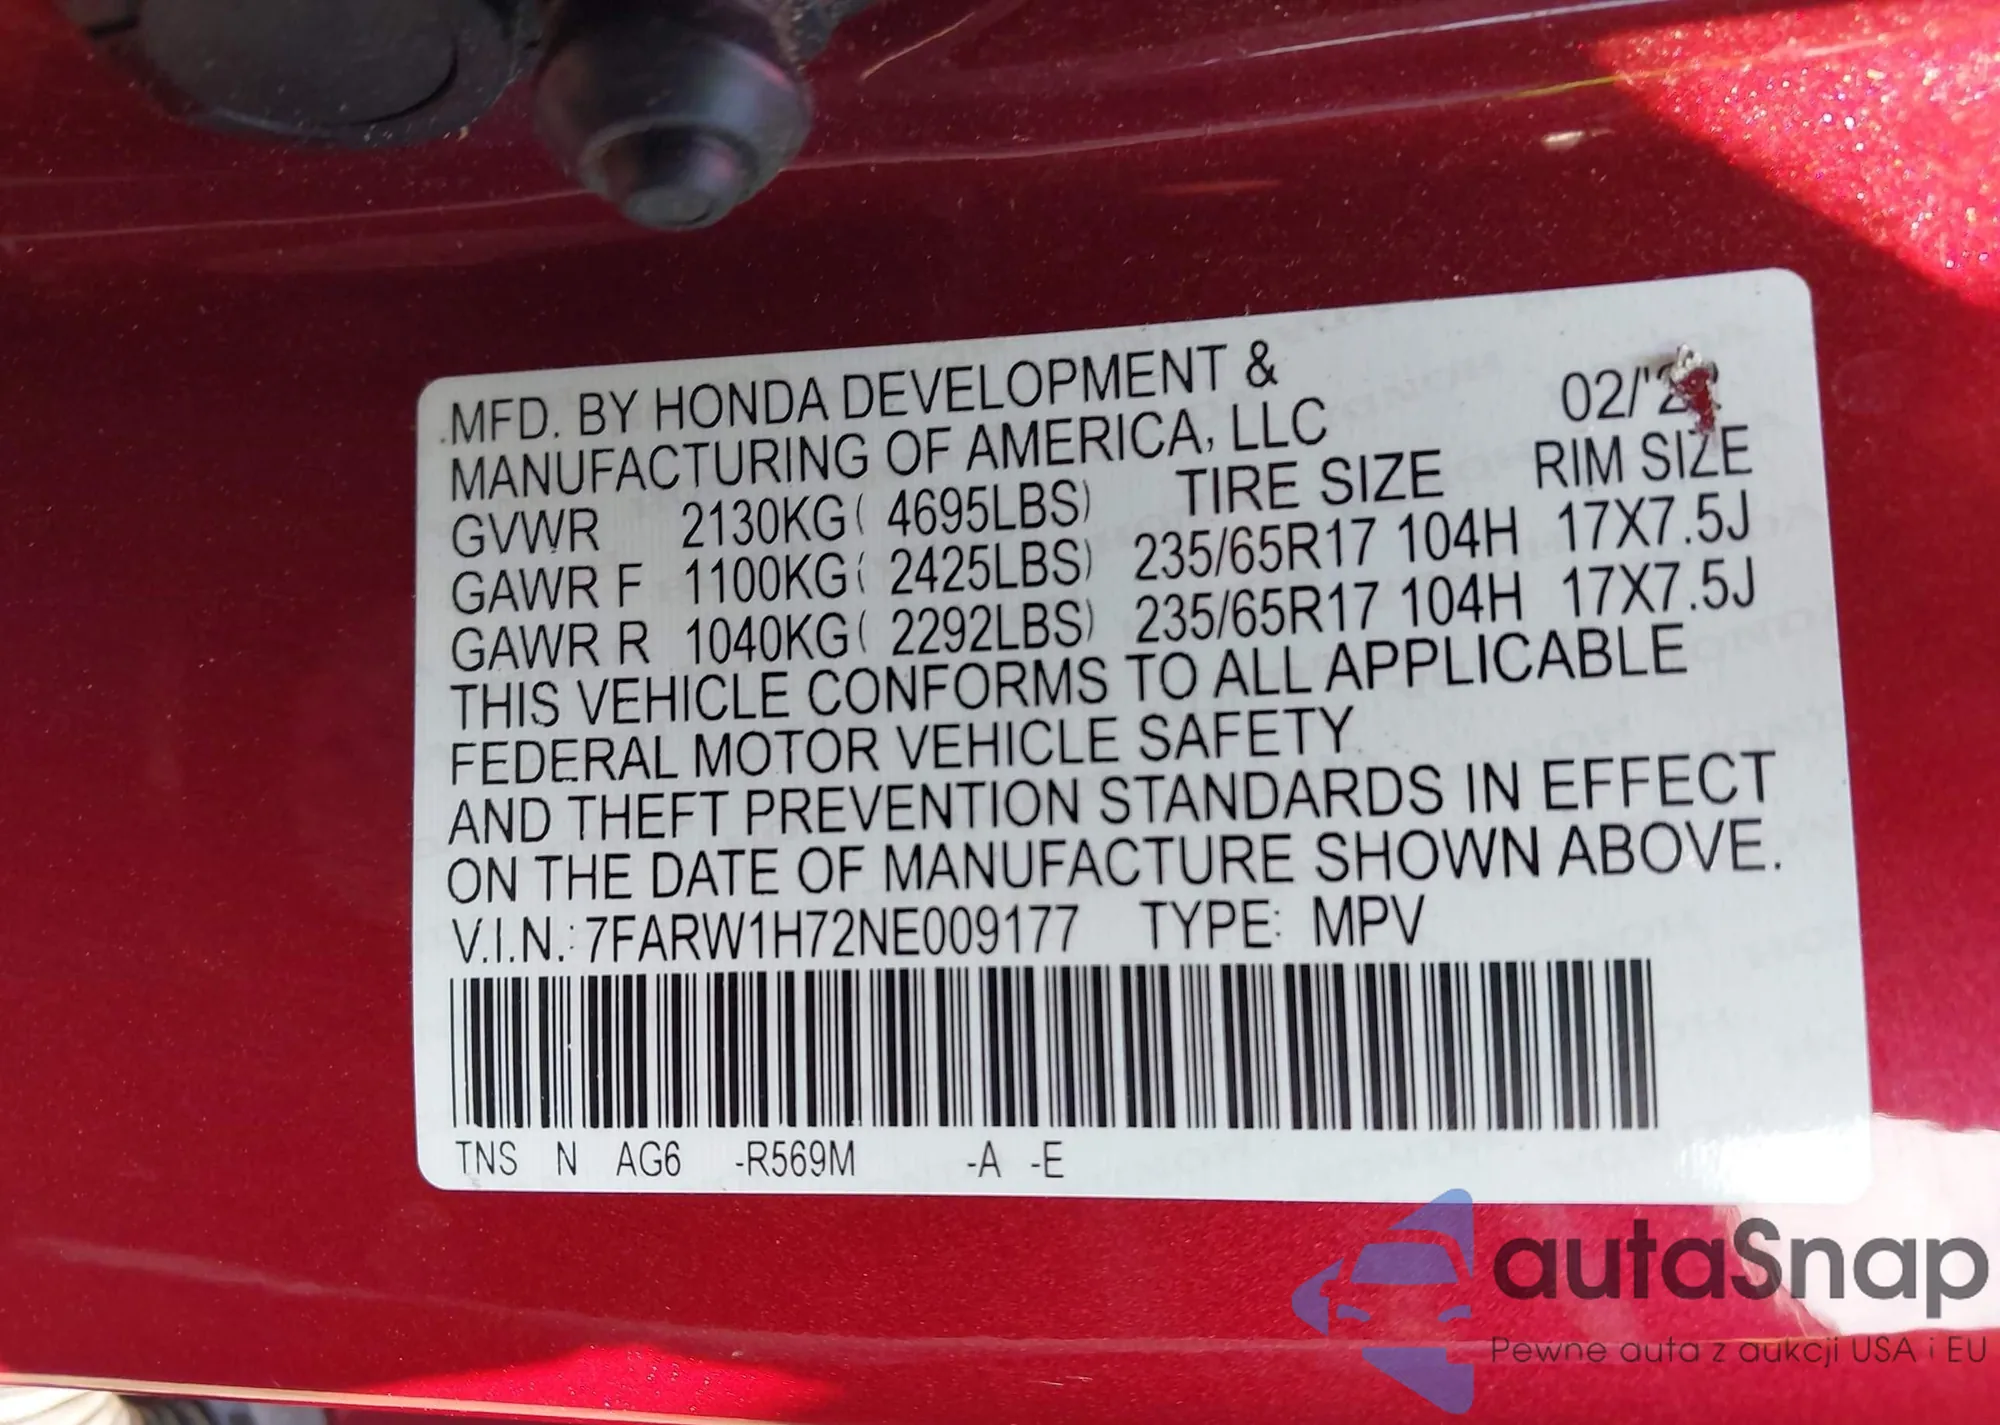 MFD. BY HONDA DEVELOPMENT &
MANUFACTURING OF AMERICA, LLC 02/'2
GVWR 2130KG( 4695LBS) TIRE SIZE RIM SIZE
GAWR F 1100KG( 2425LBS) 235/65R17 104H 17X7.5J
GAWR R 1040KG( 2292LBS) 235/65R17 104H 17X7.5J
THIS VEHICLE CONFORMS TO ALL APPLICABLE
FEDERAL MOTOR VEHICLE SAFETY
AND THEFT PREVENTION STANDARDS IN EFFECT
ON THE DATE OF MANUFACTURE SHOWN ABOVE.
V.I.N.: 7FARW1H72NE009177 TYPE: MPV
TNS N AG6 -R569M -A -E
autaSnap
Pewne auta z aukcji USA i EU